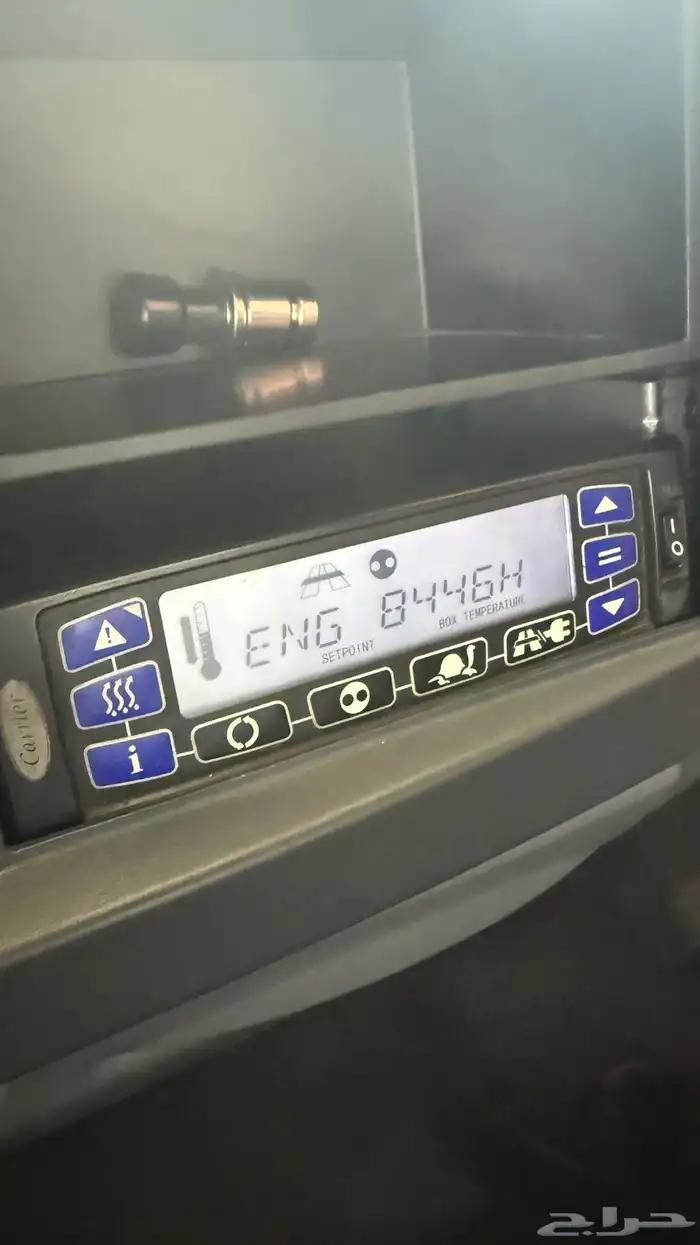 ENG 8446H
SETPOINT
BOX TEMPERATURE
Carrier
i
I
O
حراج